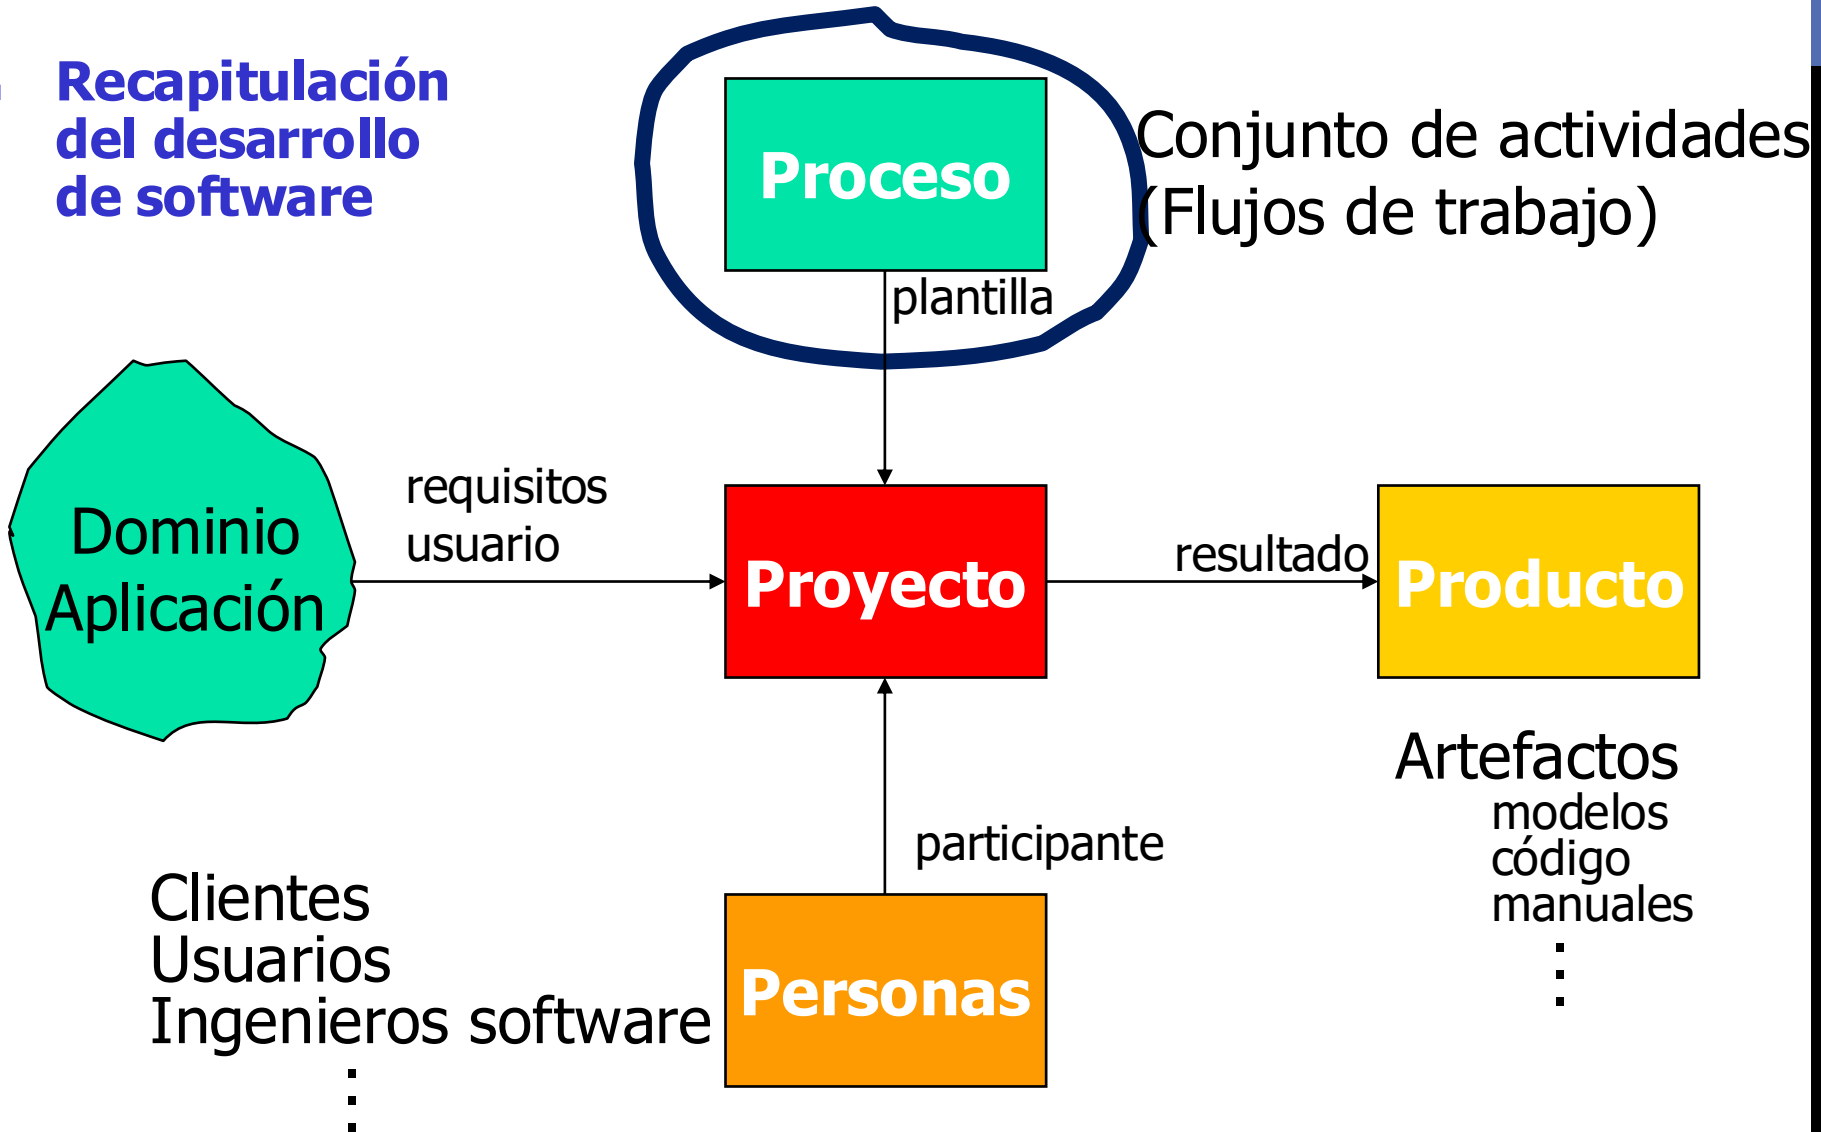 Recapitulación
del desarrollo
de software
Proceso
Conjunto de actividades
(Flujos de trabajo)
plantilla
Dominio
Aplicación
requisitos
usuario
Proyecto
resultado
Producto
Artefactos
modelos
código
manuales
participante
Clientes
Usuarios
Ingenieros software
Personas